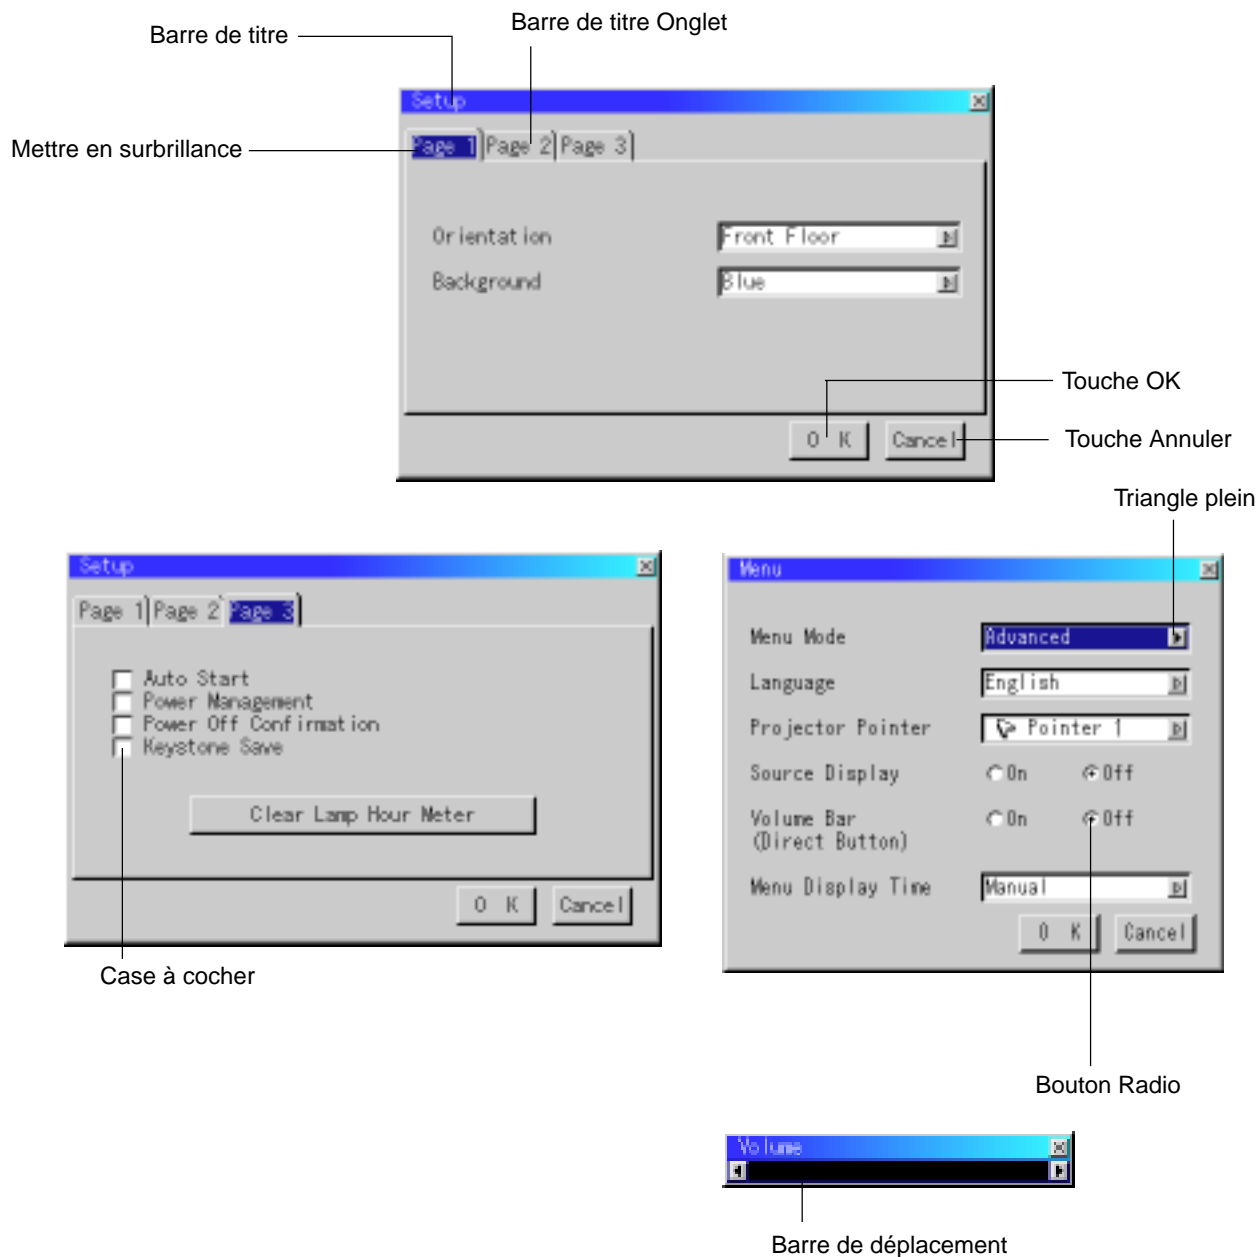 Barre de titre
Barre de titre Onglet
Setup
Mettre en surbrillance
Page 1 Page 2 Page 3
Orientation Front Floor
Background Blue
Touche OK
O K Cancel
Touche Annuler
Triangle plein
Setup
Page 1 Page 2 Page 3
Auto Start
Power Management
Power Off Confirmation
Keystone Save
Clear Lamp Hour Meter
O K Cancel
Case à cocher
Menu
Menu Mode Advanced
Language English
Projector Pointer Pointer 1
Source Display On Off
Volume Bar On Off
(Direct Button)
Menu Display Time Manual
O K Cancel
Bouton Radio
Volume
Barre de déplacement